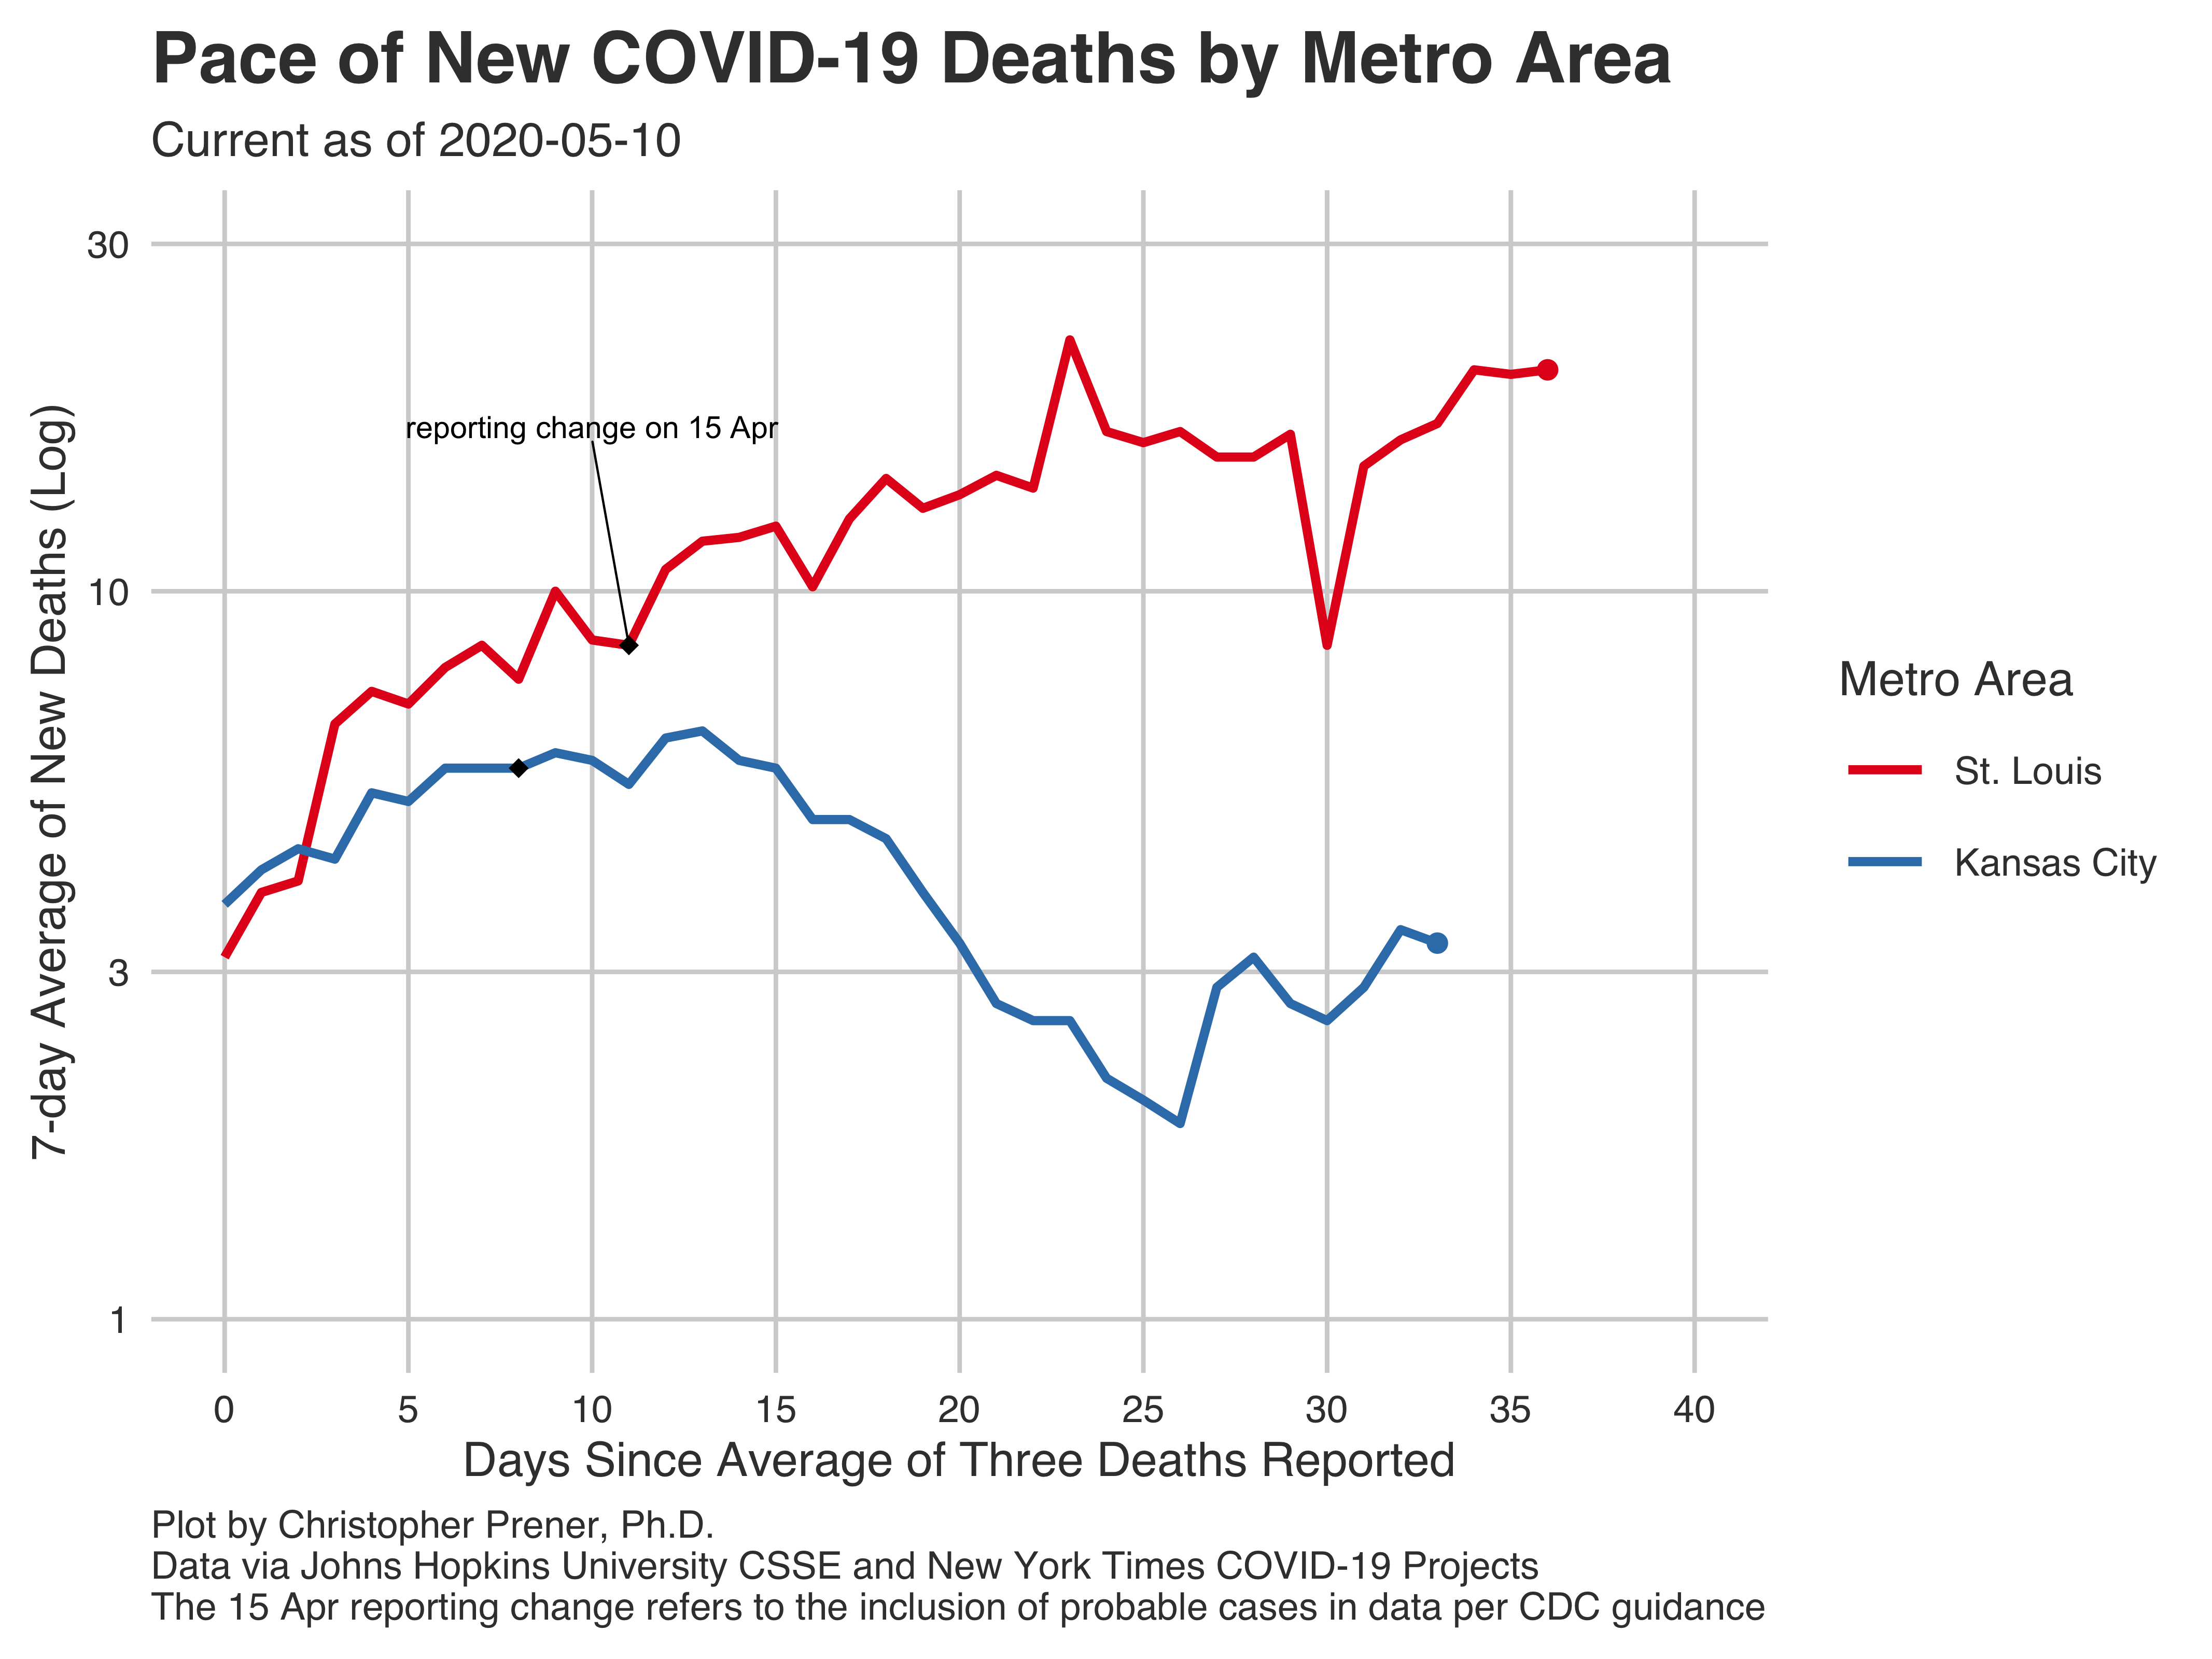 Pace of New COVID-19 Deaths by Metro Area
Current as of 2020-05-10
7-day Average of New Deaths (Log)
30
10
3
1
reporting change on 15 Apr
Metro Area
St. Louis
Kansas City
0 5 10 15 20 25 30 35 40
Days Since Average of Three Deaths Reported
Plot by Christopher Prener, Ph.D.
Data via Johns Hopkins University CSSE and New York Times COVID-19 Projects
The 15 Apr reporting change refers to the inclusion of probable cases in data per CDC guidance